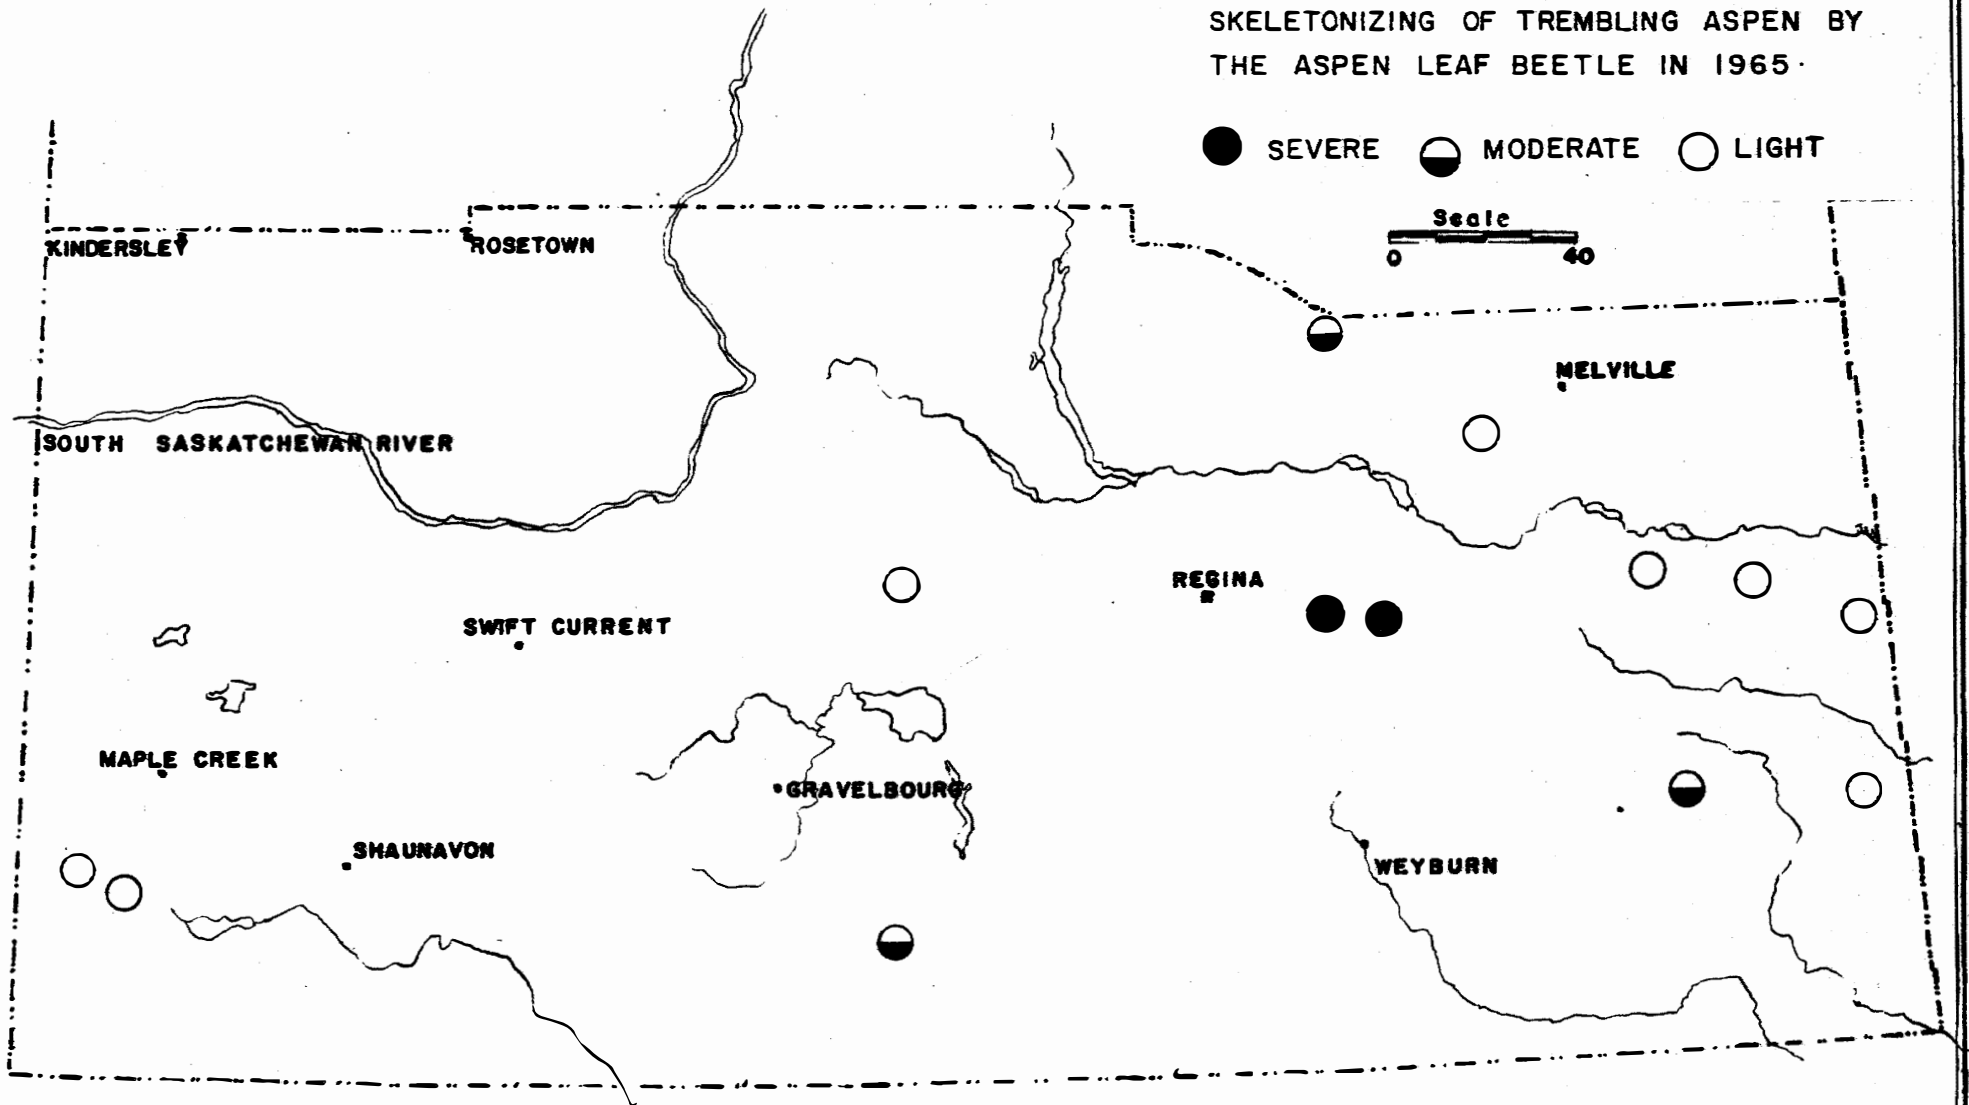 SKELETONIZING OF TREMBLING ASPEN BY
THE ASPEN LEAF BEETLE IN 1965.
SEVERE MODERATE LIGHT
Scale
0 40
KINDERSLEY
ROSETOWN
MELVILLE
SOUTH SASKATCHEWAN RIVER
REGINA
SWIFT CURRENT
MAPLE CREEK
GRAVELBOURG
SHAUNAVON
WEYBURN